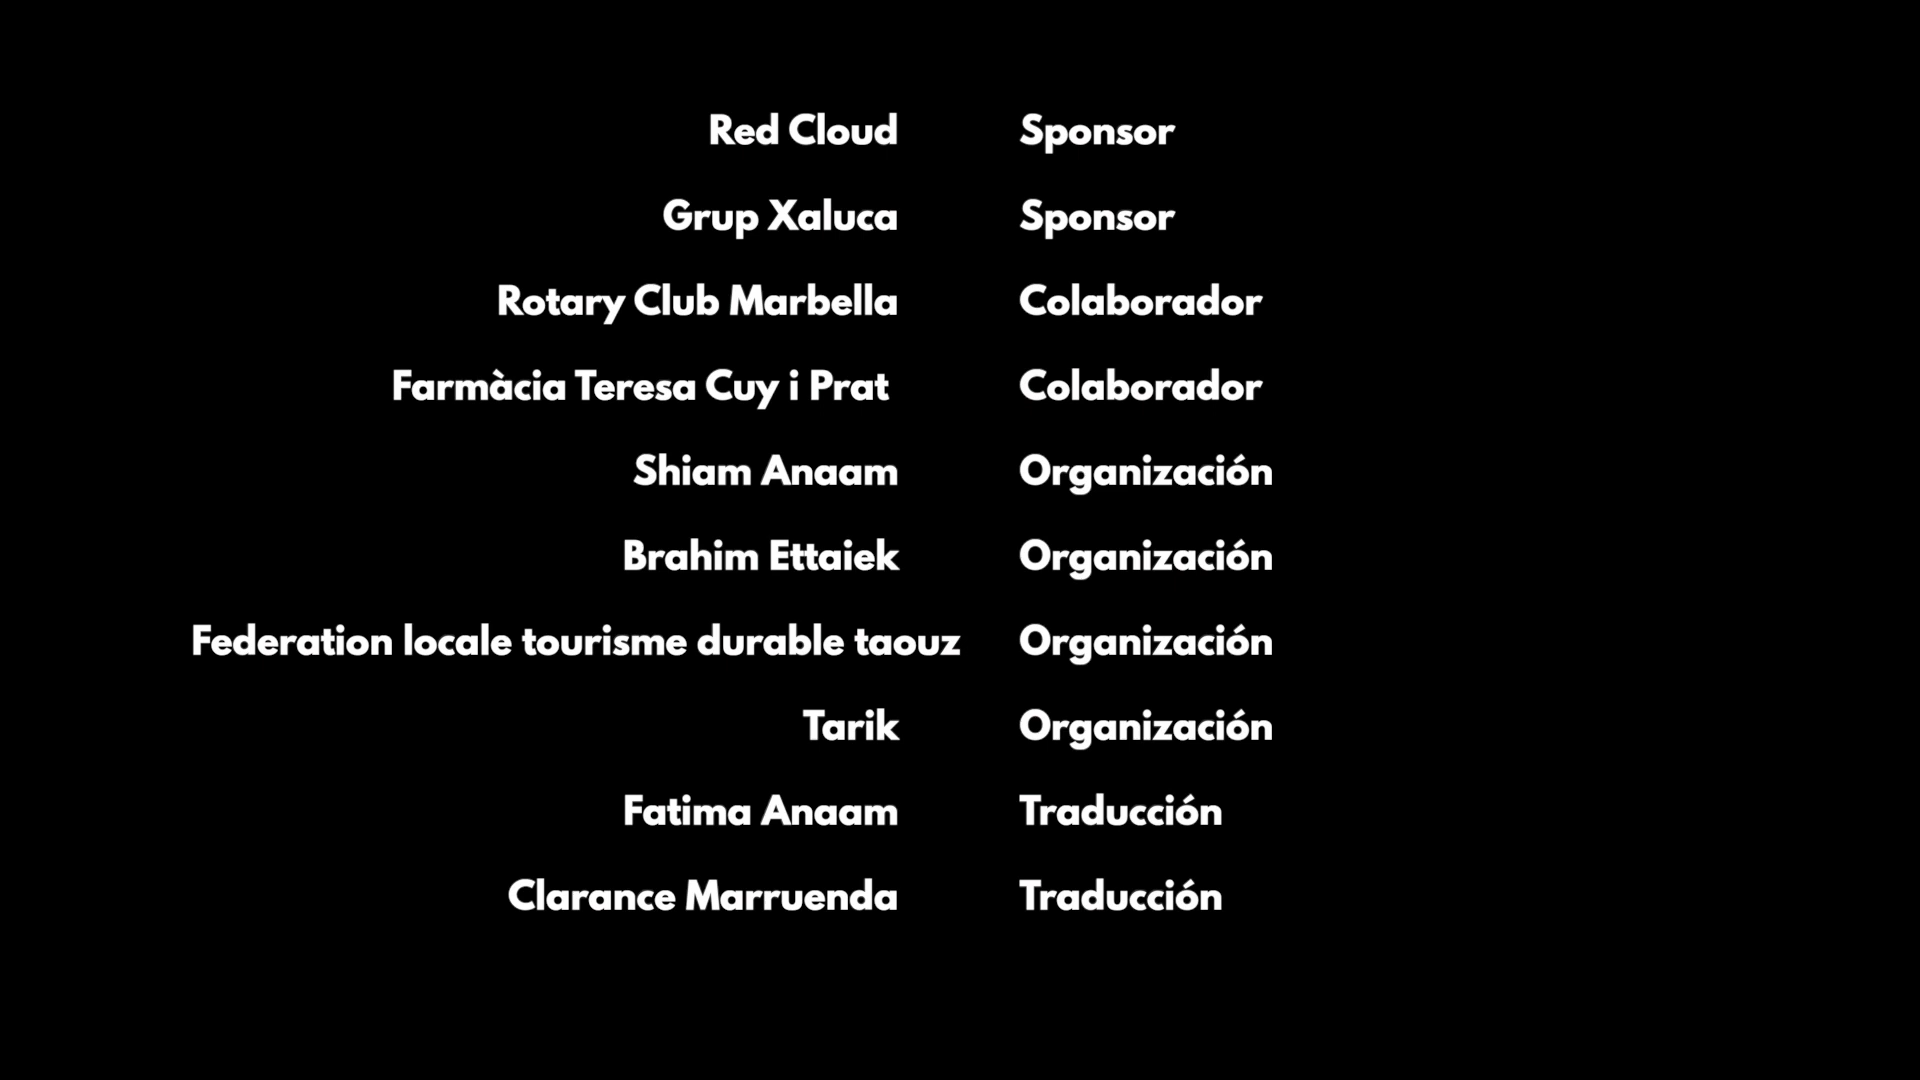 Red Cloud Sponsor
Grup Xaluca Sponsor
Rotary Club Marbella Colaborador
Farmàcia Teresa Cuy i Prat Colaborador
Shiam Anaam Organización
Brahim Ettaiek Organización
Federation locale tourisme durable taouz Organización
Tarik Organización
Fatima Anaam Traducción
Clarance Marruenda Traducción